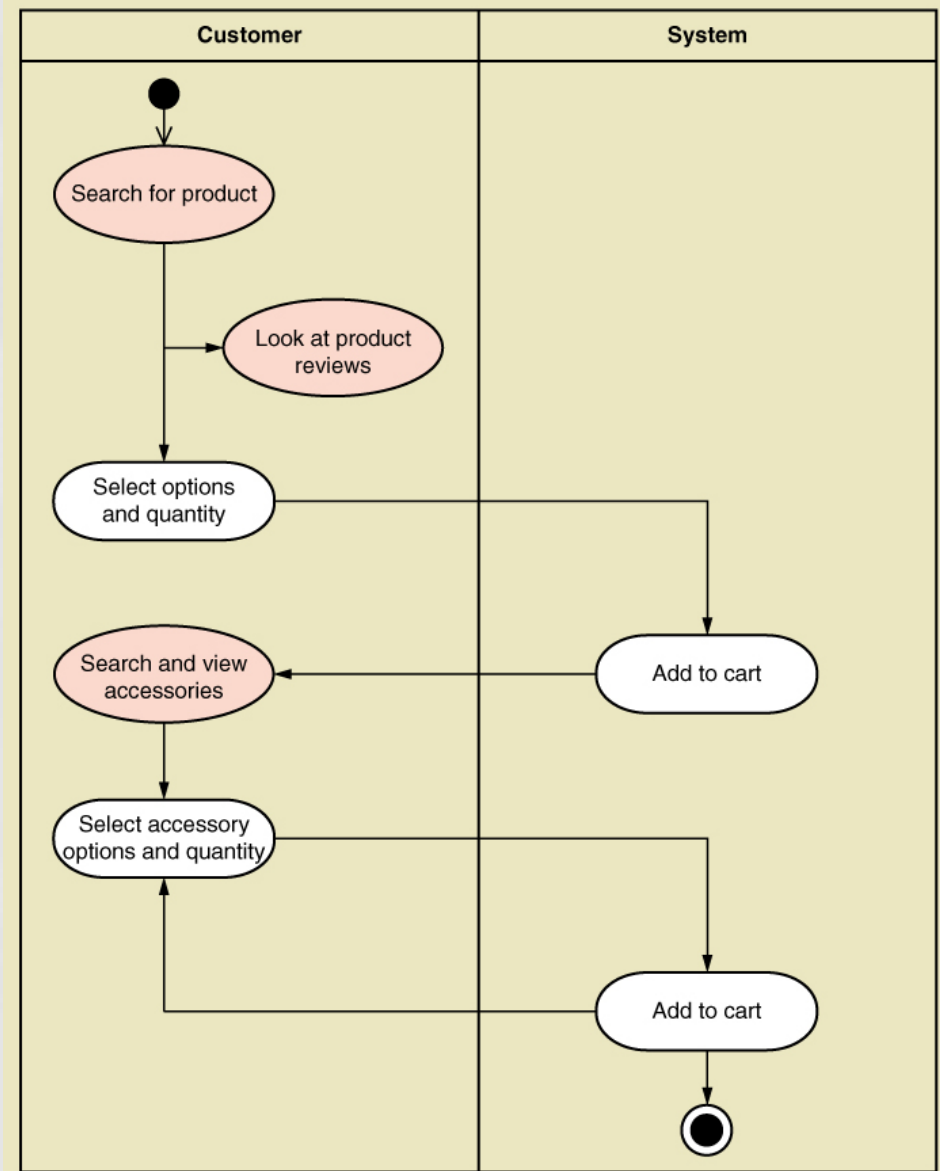 Customer
System
Search for product
Look at product
reviews
Select options
and quantity
Search and view
accessories
Add to cart
Select accessory
options and quantity
Add to cart